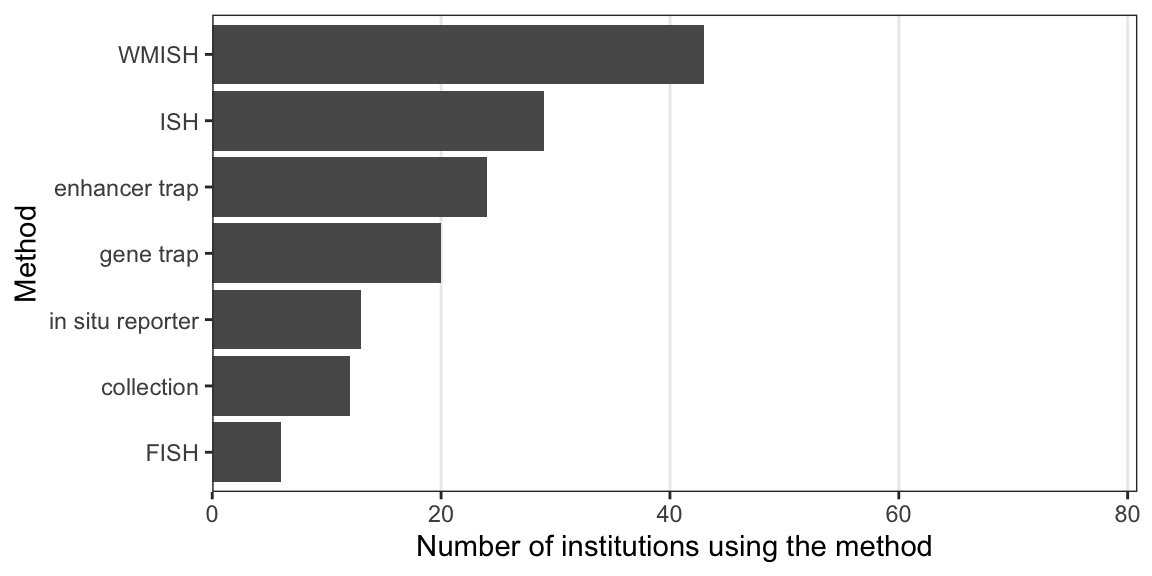 WMISH
ISH
enhancer trap
gene trap
in situ reporter
collection
FISH
Method
0 20 40 60 80
Number of institutions using the method